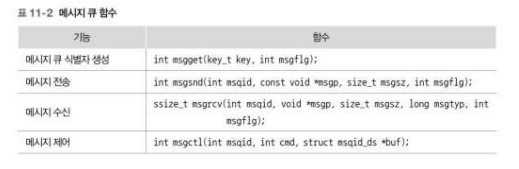 표 11-2 메시지 큐 함수
기능 함수
메시지 큐 식별자 생성 int msgget(key_t key, int msgflg);
메시지 전송 int msgsnd(int msqid, const void *msgp, size_t msgsz, int msgflg);
메시지 수신 ssize_t msgrcv(int msqid, void *msgp, size_t msgsz, long msgtyp, int
msgflg);
메시지 제어 int msgctl(int msqid, int cmd, struct msqid_ds *buf);